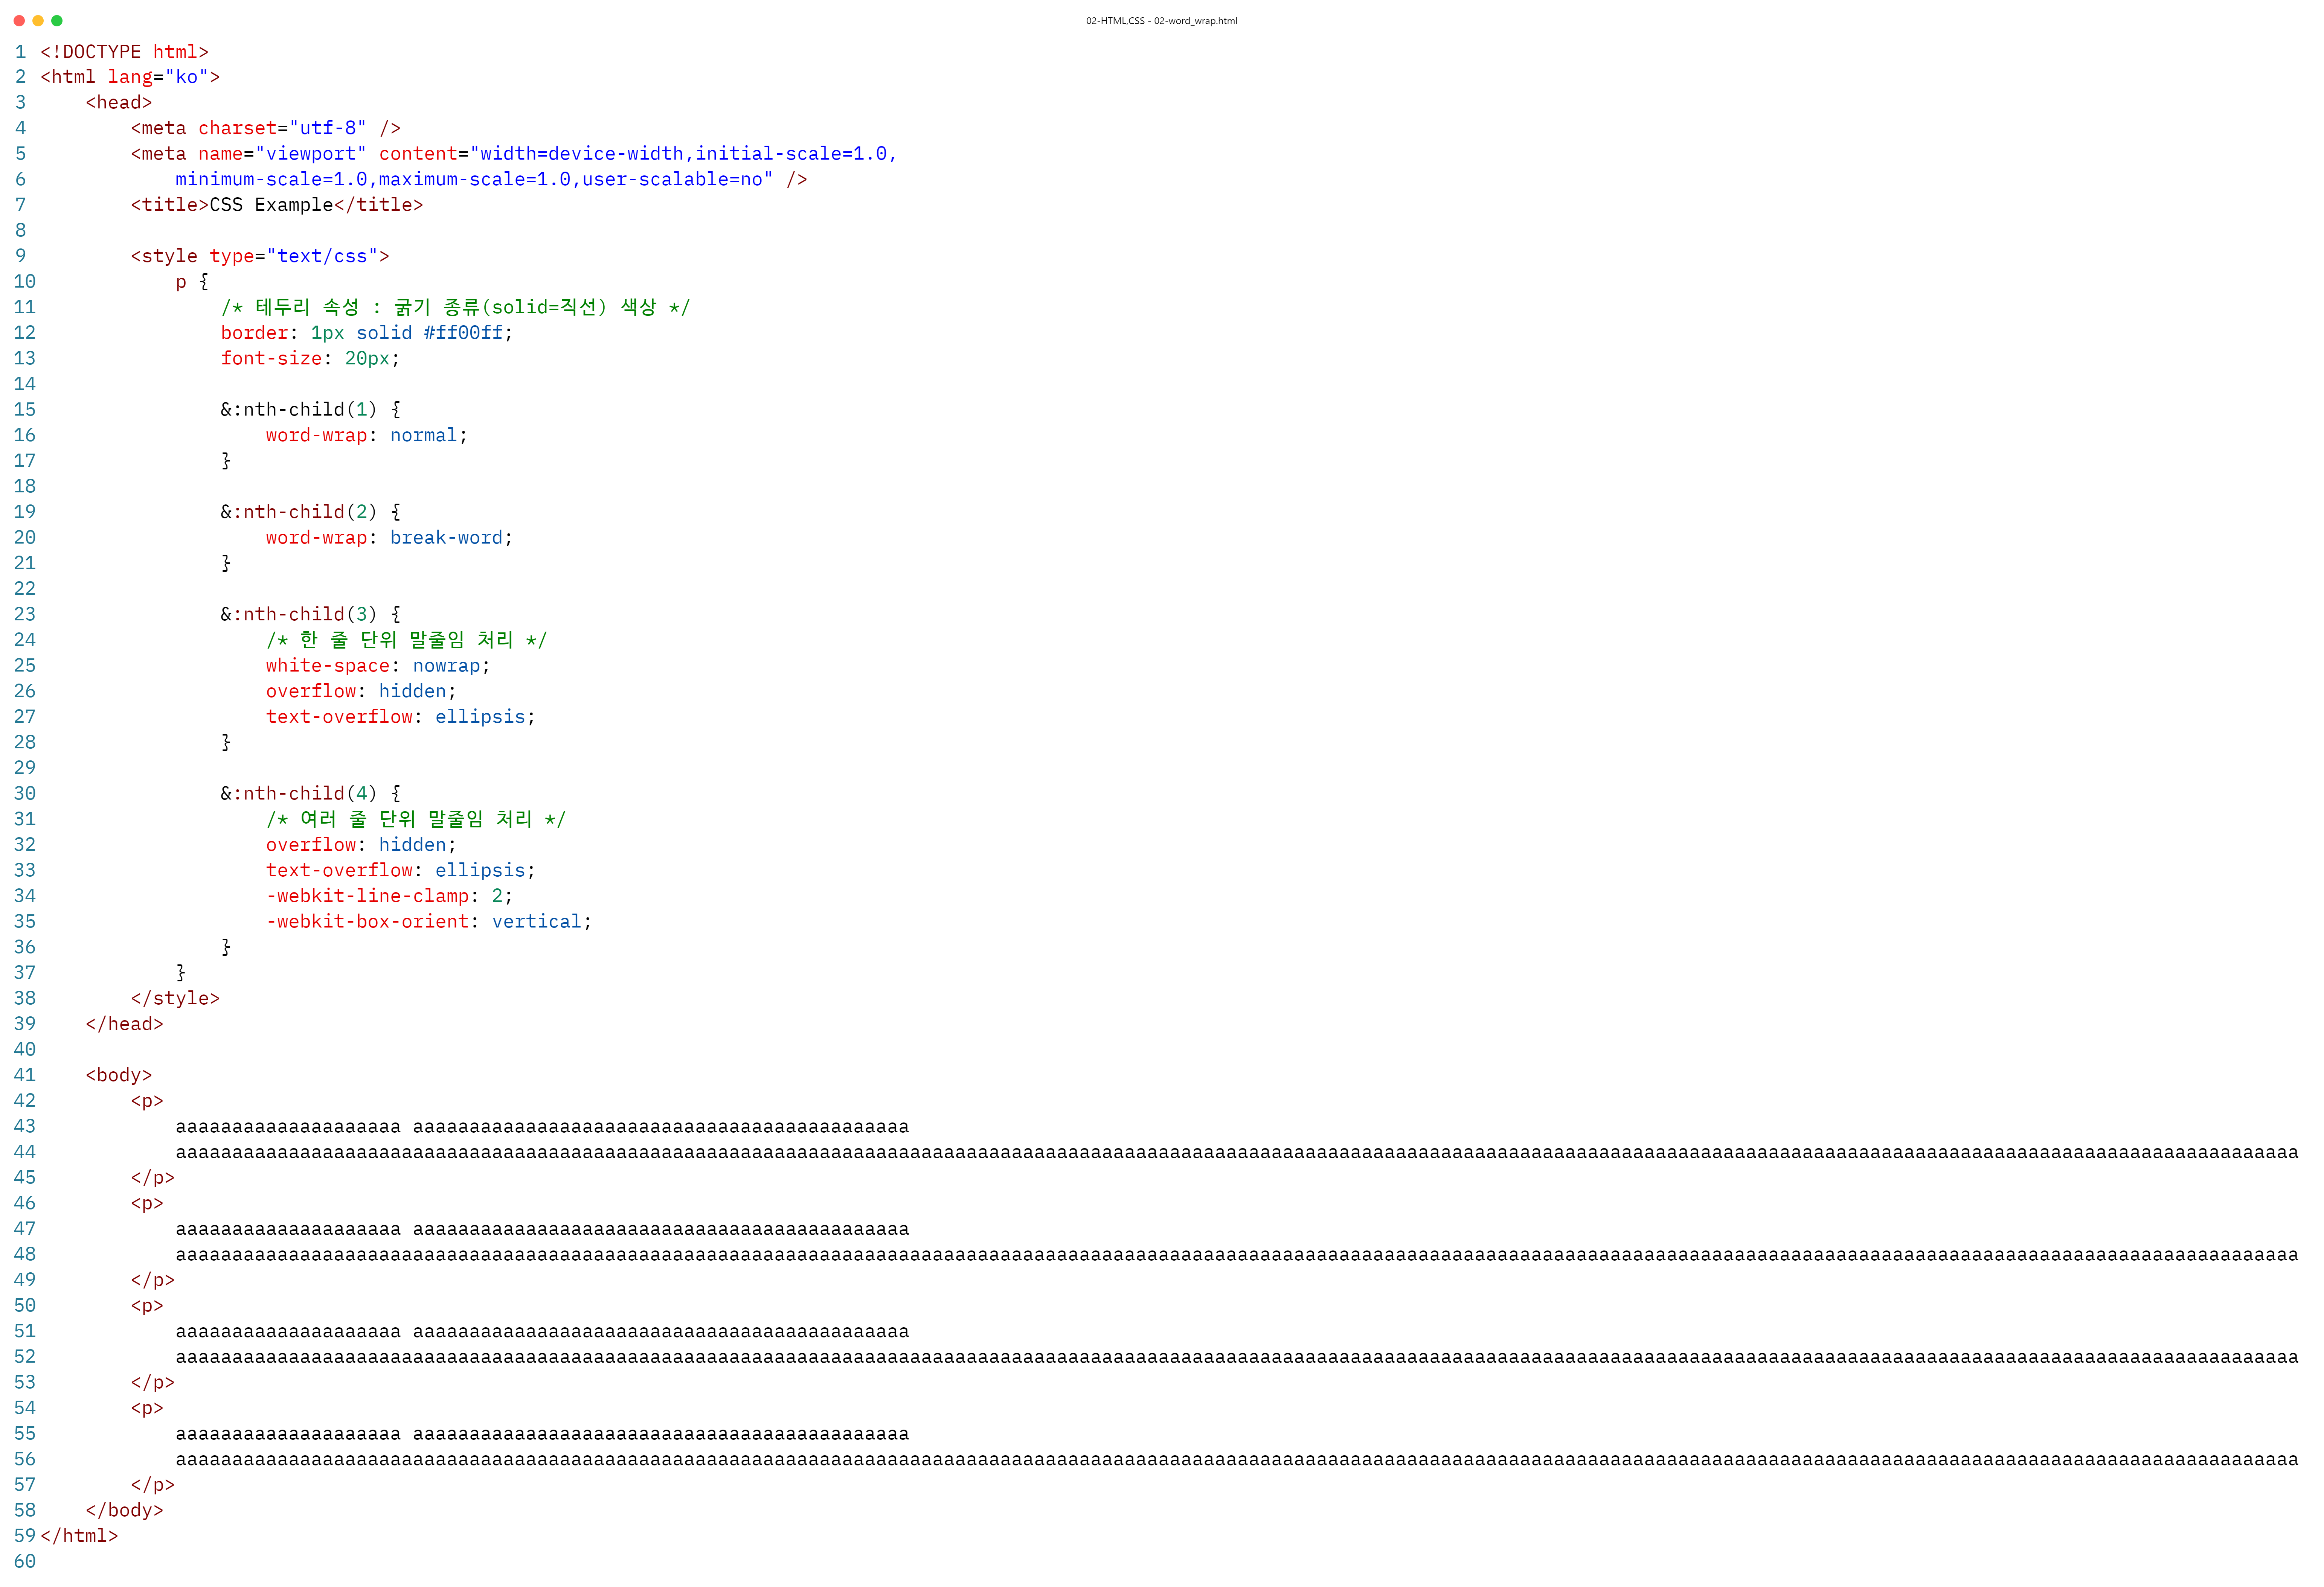 02-HTML,CSS - 02-word_wrap.html
1 <!DOCTYPE html>
2 <html lang="ko">
3     <head>
4         <meta charset="utf-8" />
5         <meta name="viewport" content="width=device-width,initial-scale=1.0,
6             minimum-scale=1.0,maximum-scale=1.0,user-scalable=no" />
7         <title>CSS Example</title>
8
9         <style type="text/css">
10             p {
11                 /* 테두리 속성 : 굵기 종류(solid=직선) 색상 */
12                 border: 1px solid #ff00ff;
13                 font-size: 20px;
14
15                 &:nth-child(1) {
16                     word-wrap: normal;
17                 }
18
19                 &:nth-child(2) {
20                     word-wrap: break-word;
21                 }
22
23                 &:nth-child(3) {
24                     /* 한 줄 단위 말줄임 처리 */
25                     white-space: nowrap;
26                     overflow: hidden;
27                     text-overflow: ellipsis;
28                 }
29
30                 &:nth-child(4) {
31                     /* 여러 줄 단위 말줄임 처리 */
32                     overflow: hidden;
33                     text-overflow: ellipsis;
34                     -webkit-line-clamp: 2;
35                     -webkit-box-orient: vertical;
36                 }
37             }
38         </style>
39     </head>
40
41     <body>
42         <p>
43             aaaaaaaaaaaaaaaaaaaa aaaaaaaaaaaaaaaaaaaaaaaaaaaaaaaaaaaaaaaaaaaa
44             aaaaaaaaaaaaaaaaaaaaaaaaaaaaaaaaaaaaaaaaaaaaaaaaaaaaaaaaaaaaaaaaaaaaaaaaaaaaaaaaaaaaaaaaaaaaaaaaaaaaaaaaaaaaaaaaaaaaaaaaaaaaaaaaaaaaaaaaaaaaaaaaaaaaaaaaaaaaaaaaaaaaaaaaaaaaaaaaaaaaaaaa
45         </p>
46         <p>
47             aaaaaaaaaaaaaaaaaaaa aaaaaaaaaaaaaaaaaaaaaaaaaaaaaaaaaaaaaaaaaaaa
48             aaaaaaaaaaaaaaaaaaaaaaaaaaaaaaaaaaaaaaaaaaaaaaaaaaaaaaaaaaaaaaaaaaaaaaaaaaaaaaaaaaaaaaaaaaaaaaaaaaaaaaaaaaaaaaaaaaaaaaaaaaaaaaaaaaaaaaaaaaaaaaaaaaaaaaaaaaaaaaaaaaaaaaaaaaaaaaaaaaaaaaaa
49         </p>
50         <p>
51             aaaaaaaaaaaaaaaaaaaa aaaaaaaaaaaaaaaaaaaaaaaaaaaaaaaaaaaaaaaaaaaa
52             aaaaaaaaaaaaaaaaaaaaaaaaaaaaaaaaaaaaaaaaaaaaaaaaaaaaaaaaaaaaaaaaaaaaaaaaaaaaaaaaaaaaaaaaaaaaaaaaaaaaaaaaaaaaaaaaaaaaaaaaaaaaaaaaaaaaaaaaaaaaaaaaaaaaaaaaaaaaaaaaaaaaaaaaaaaaaaaaaaaaaaaa
53         </p>
54         <p>
55             aaaaaaaaaaaaaaaaaaaa aaaaaaaaaaaaaaaaaaaaaaaaaaaaaaaaaaaaaaaaaaaa
56             aaaaaaaaaaaaaaaaaaaaaaaaaaaaaaaaaaaaaaaaaaaaaaaaaaaaaaaaaaaaaaaaaaaaaaaaaaaaaaaaaaaaaaaaaaaaaaaaaaaaaaaaaaaaaaaaaaaaaaaaaaaaaaaaaaaaaaaaaaaaaaaaaaaaaaaaaaaaaaaaaaaaaaaaaaaaaaaaaaaaaaaa
57         </p>
58     </body>
59 </html>
60